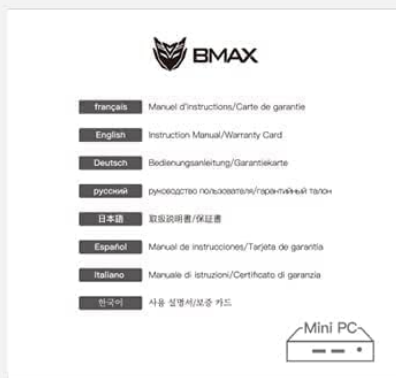 BMAX
français Manuel d'instructions/Carte de garantie
English Instruction Manual/Warranty Card
Deutsch Bedienungsanleitung/Garantiekarte
русский руководство пользователя/гарантийный талон
日本語 取扱説明書/保証書
Español Manual de instrucciones/Tarjeta de garantia
Italiano Manuale di istruzioni/Certificato di garanzia
한국어 사용 설명서/보증 카드
Mini PC